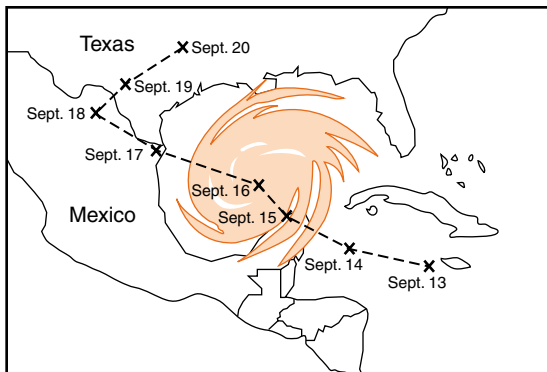 Texas
Sept. 20
Sept. 19
Sept. 18
Sept. 17
Sept. 16
Mexico
Sept. 15
Sept. 14
Sept. 13